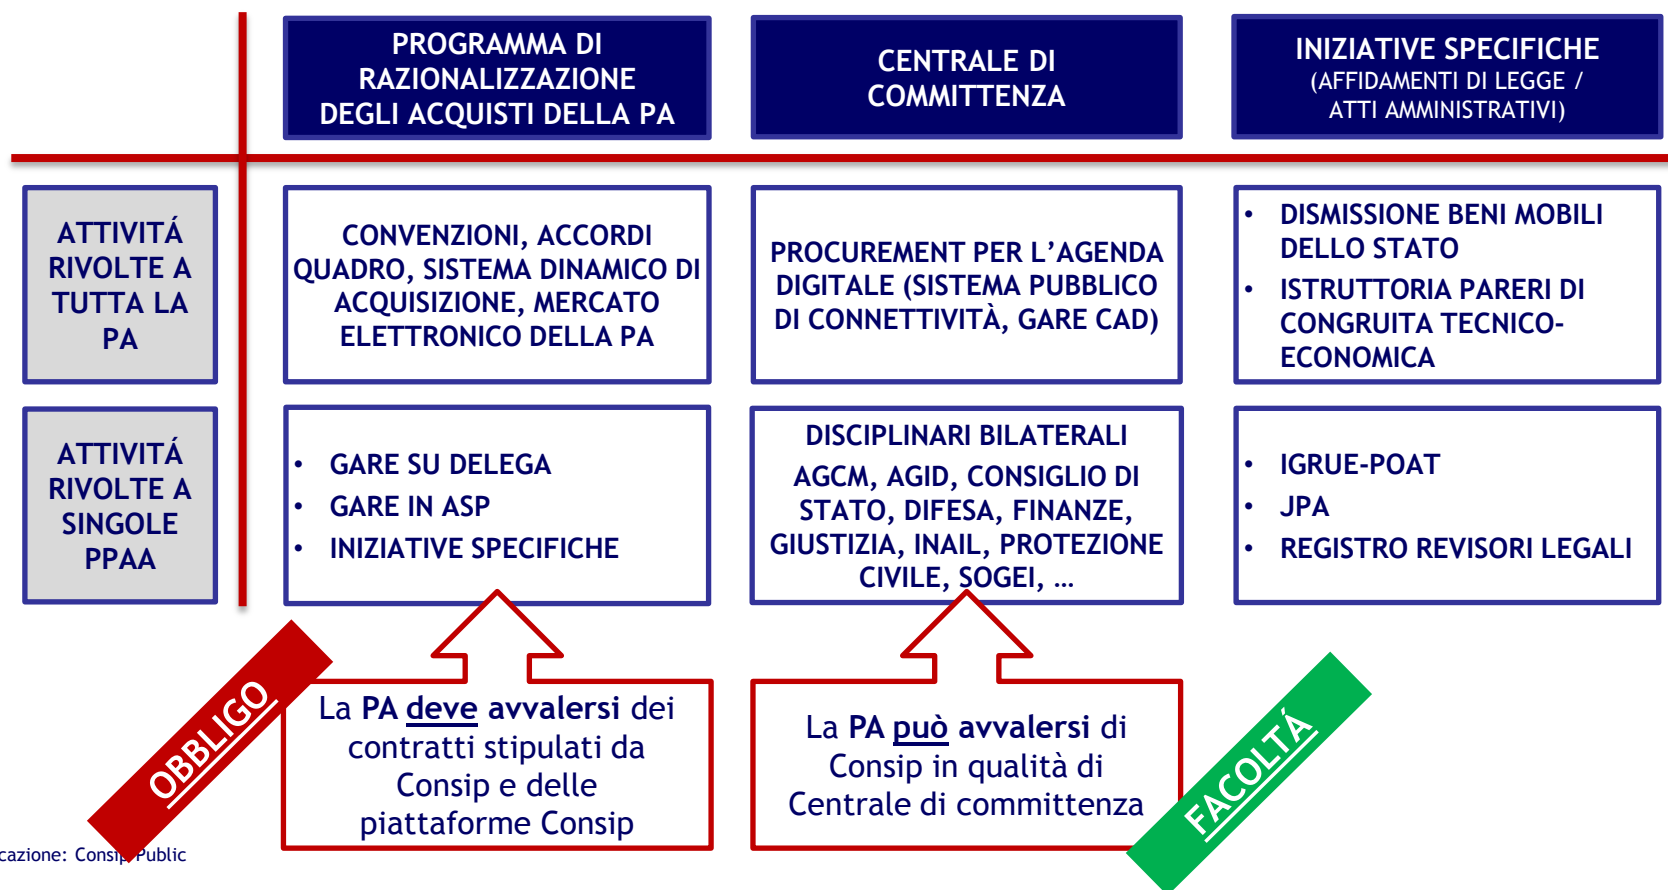 PROGRAMMA DI
RAZIONALIZZAZIONE
DEGLI ACQUISTI DELLA PA
CENTRALE DI
COMMITTENZA
INIZIATIVE SPECIFICHE
(AFFIDAMENTI DI LEGGE /
ATTI AMMINISTRATIVI)
ATTIVITÁ
RIVOLTE A
TUTTA LA
PA
CONVENZIONI, ACCORDI
QUADRO, SISTEMA DINAMICO DI
ACQUISIZIONE, MERCATO
ELETTRONICO DELLA PA
PROCUREMENT PER L’AGENDA
DIGITALE (SISTEMA PUBBLICO
DI CONNETTIVITÀ, GARE CAD)
• DISMISSIONE BENI MOBILI
DELLO STATO
• ISTRUTTORIA PARERI DI
CONGRUITA TECNICO-
ECONOMICA
ATTIVITÁ
RIVOLTE A
SINGOLE
PPAA
• GARE SU DELEGA
• GARE IN ASP
• INIZIATIVE SPECIFICHE
DISCIPLINARI BILATERALI
AGCM, AGID, CONSIGLIO DI
STATO, DIFESA, FINANZE,
GIUSTIZIA, INAIL, PROTEZIONE
CIVILE, SOGEI, …
• IGRUE-POAT
• JPA
• REGISTRO REVISORI LEGALI
OBBLIGO
La PA deve avvalersi dei
contratti stipulati da
Consip e delle
piattaforme Consip
La PA può avvalersi di
Consip in qualità di
Centrale di committenza
FACOLTÁ
cazione: Consip Public